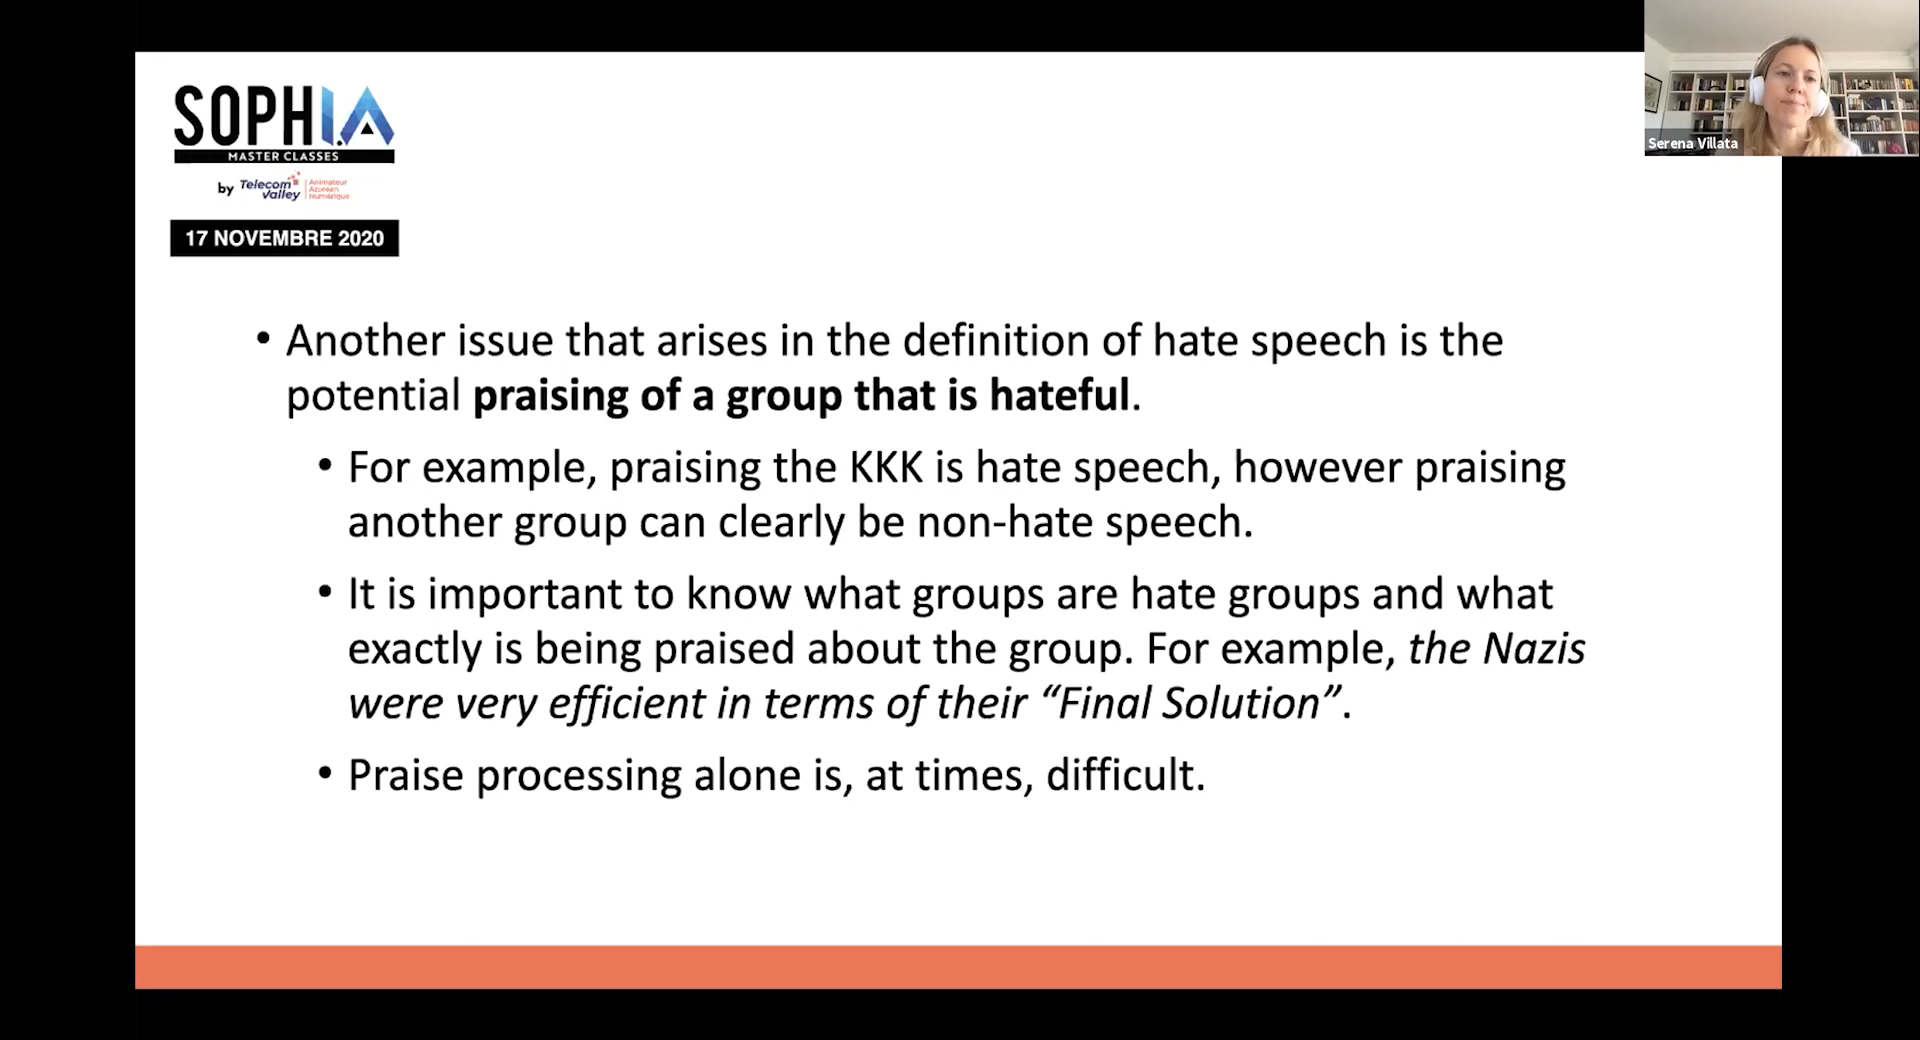 SOPHI.A
MASTER CLASSES
by Telecom Valley
Animateur
Azuréen
Numérique
17 NOVEMBRE 2020
Serena Villata
• Another issue that arises in the definition of hate speech is the
potential praising of a group that is hateful.
• For example, praising the KKK is hate speech, however praising
another group can clearly be non-hate speech.
• It is important to know what groups are hate groups and what
exactly is being praised about the group. For example, the Nazis
were very efficient in terms of their “Final Solution”.
• Praise processing alone is, at times, difficult.